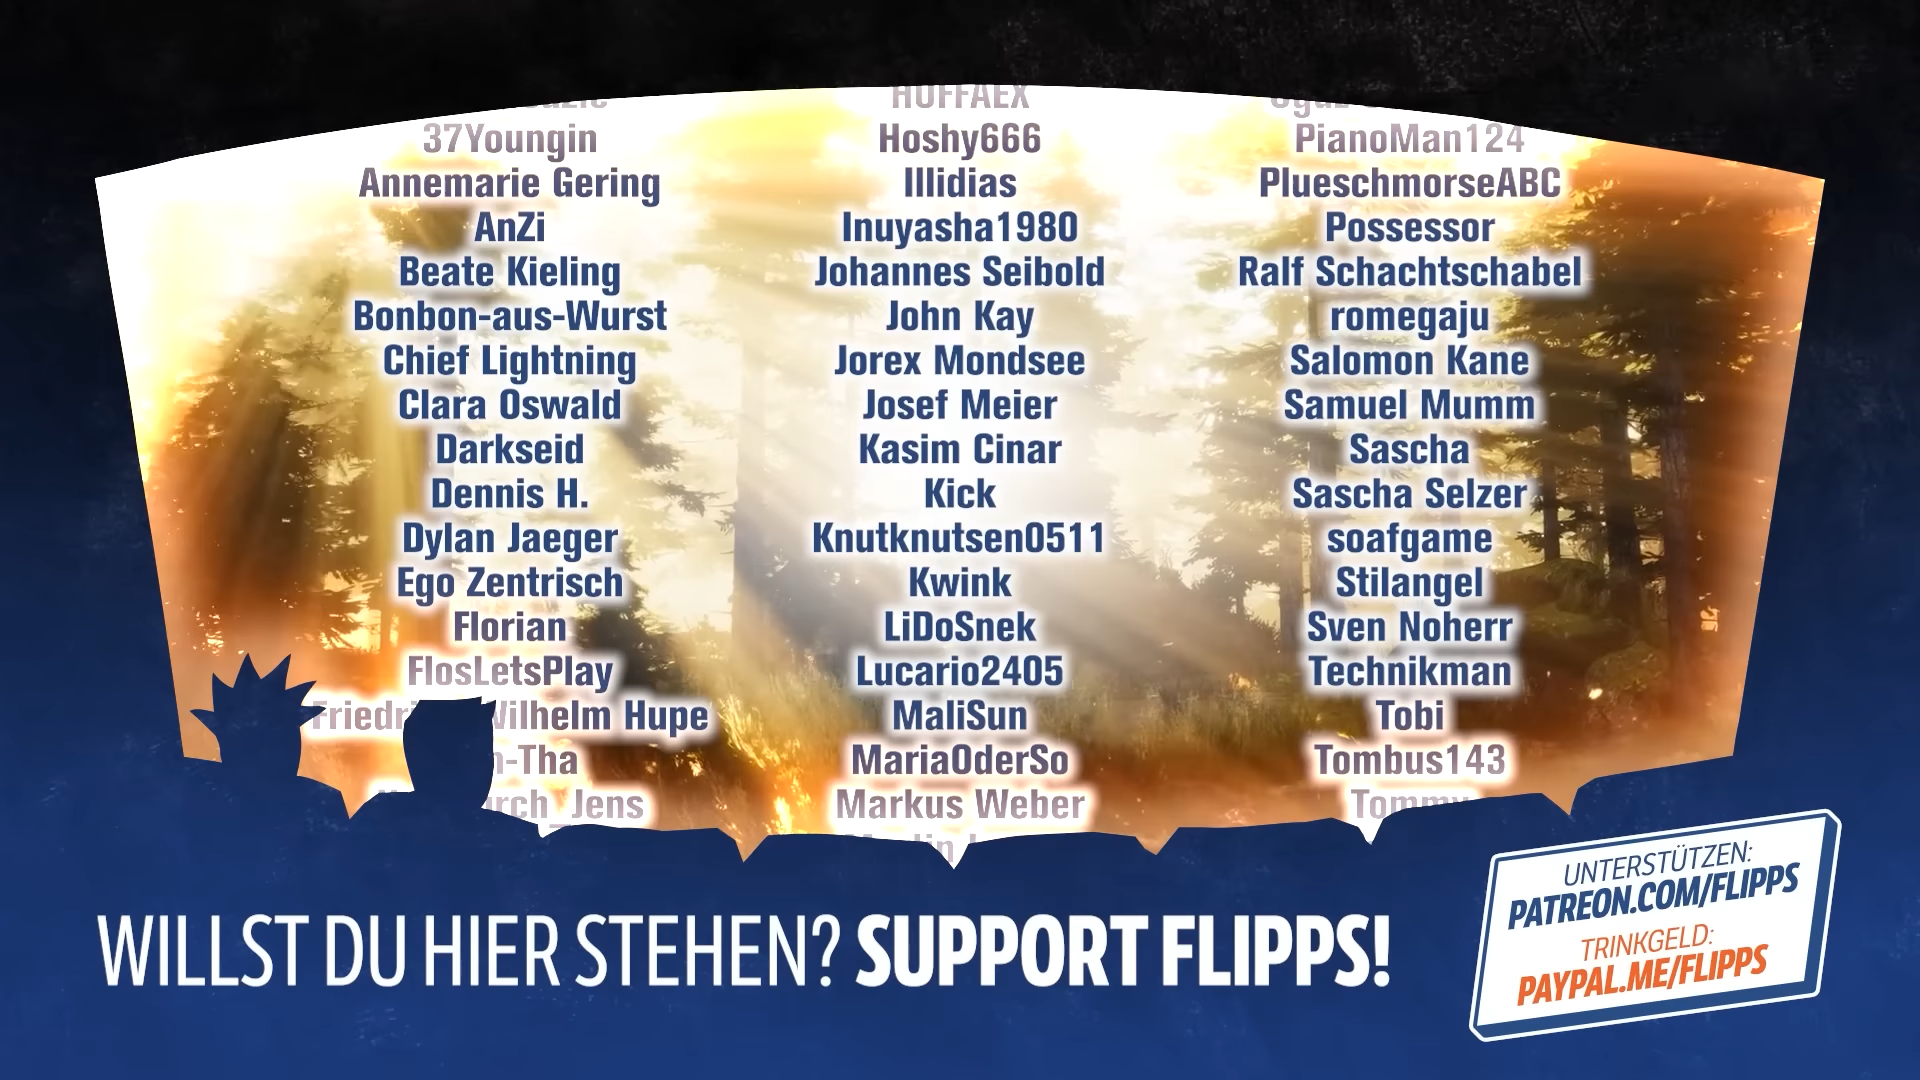 37Youngin
Annemarie Gering
AnZi
Beate Kieling
Bonbon-aus-Wurst
Chief Lightning
Clara Oswald
Darkseid
Dennis H.
Dylan Jaeger
Ego Zentrisch
Florian
FlosLetsPlay
Wilhelm Hupe
Jens
HUFFAEX
Hoshy666
Illidias
Inuyasha1980
Johannes Seibold
John Kay
Jorex Mondsee
Josef Meier
Kasim Cinar
Kick
Knutknutsen0511
Kwink
LiDoSnek
Lucario2405
MaliSun
MariaOderSo
Markus Weber
PianoMan124
PlueschmorseABC
Possessor
Ralf Schachtschabel
romegaju
Salomon Kane
Samuel Mumm
Sascha
Sascha Selzer
soafgame
Stilangel
Sven Noherr
Technikman
Tobi
Tombus143
Tommy
WILLST DU HIER STEHEN? SUPPORT FLIPPS!
UNTERSTÜTZEN:
PATREON.COM/FLIPPS
TRINKGELD:
PAYPAL.ME/FLIPPS